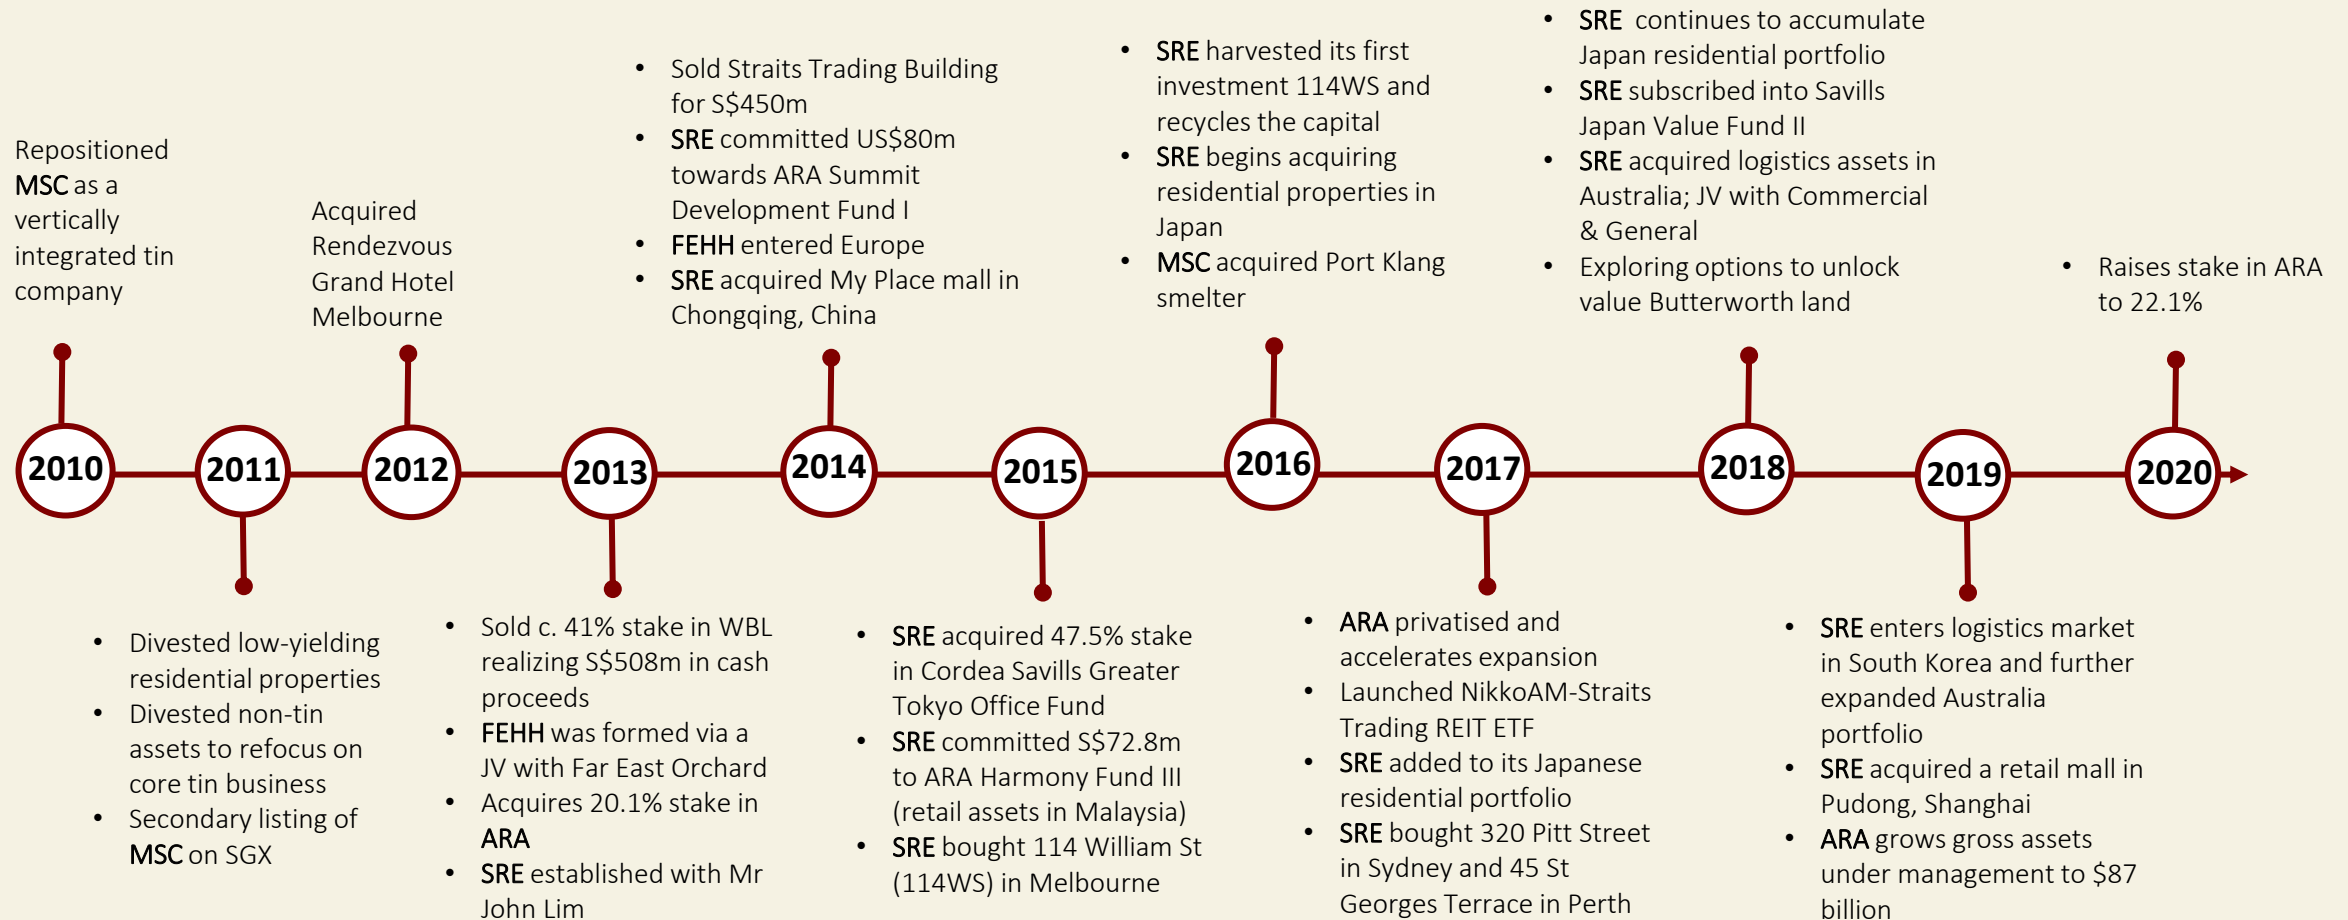 Repositioned
MSC as a
vertically
integrated tin
company
Acquired
Rendezvous
Grand Hotel
Melbourne
• Sold Straits Trading Building
for S$450m
• SRE committed US$80m
towards ARA Summit
Development Fund I
• FEHH entered Europe
• SRE acquired My Place mall in
Chongqing, China
• SRE harvested its first
investment 114WS and
recycles the capital
• SRE begins acquiring
residential properties in
Japan
• MSC acquired Port Klang
smelter
• SRE continues to accumulate
Japan residential portfolio
• SRE subscribed into Savills
Japan Value Fund II
• SRE acquired logistics assets in
Australia; JV with Commercial
& General
• Exploring options to unlock
value Butterworth land
• Raises stake in ARA
to 22.1%
2010
2011
2012
2013
2014
2015
2016
2017
2018
2019
2020
• Divested low-yielding
residential properties
• Divested non-tin
assets to refocus on
core tin business
• Secondary listing of
MSC on SGX
• Sold c. 41% stake in WBL
realizing S$508m in cash
proceeds
• FEHH was formed via a
JV with Far East Orchard
• Acquires 20.1% stake in
ARA
• SRE established with Mr
John Lim
• SRE acquired 47.5% stake
in Cordea Savills Greater
Tokyo Office Fund
• SRE committed S$72.8m
to ARA Harmony Fund III
(retail assets in Malaysia)
• SRE bought 114 William St
(114WS) in Melbourne
• ARA privatised and
accelerates expansion
• Launched NikkoAM-Straits
Trading REIT ETF
• SRE added to its Japanese
residential portfolio
• SRE bought 320 Pitt Street
in Sydney and 45 St
Georges Terrace in Perth
• SRE enters logistics market
in South Korea and further
expanded Australia
portfolio
• SRE acquired a retail mall in
Pudong, Shanghai
• ARA grows gross assets
under management to $87
billion